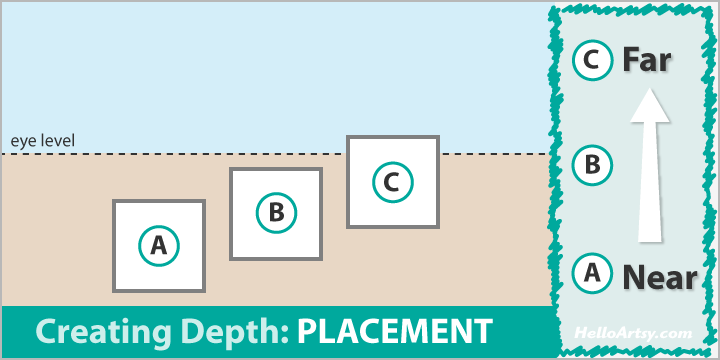 eye level
A
B
C
Creating Depth: PLACEMENT
C Far
B
A Near
HelloArtsy.com